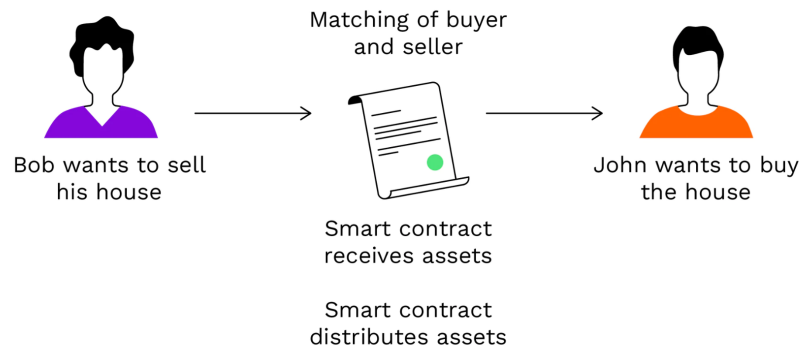 Matching of buyer
and seller
Bob wants to sell
his house
John wants to buy
the house
Smart contract
receives assets
Smart contract
distributes assets